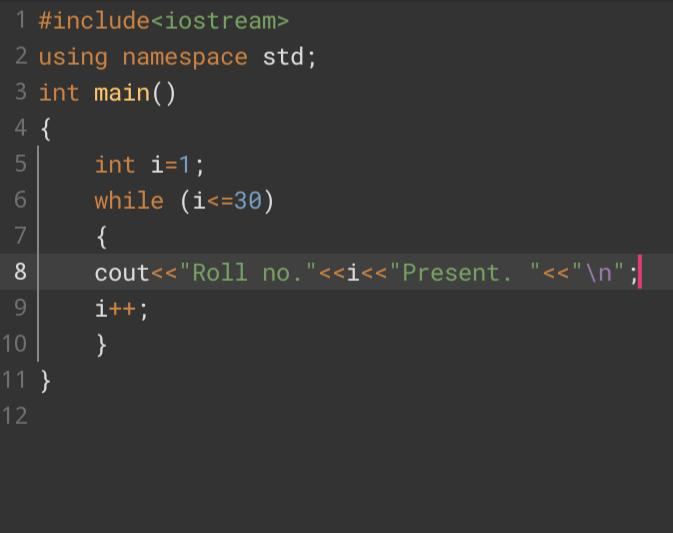 1 #include<iostream>
2 using namespace std;
3 int main()
4 {
5     int i=1;
6     while (i<=30)
7     {
8     cout<<"Roll no."<<i<<"Present. "<<"\n";
9     i++;
10     }
11 }
12